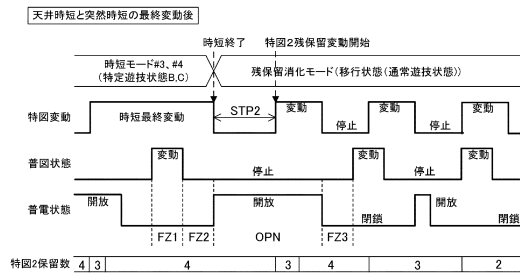 天井時短と突然時短の最終変動後
時短終了 特図2残保留変動開始
時短モード#3、#4
(特定遊技状態B,C)
残保留消化モード(移行状態(通常遊技状態))
特図変動 時短最終変動 STP2 変動 停止 変動 停止 変動
普図状態 変動 停止 変動 停止 変動
普電状態 開放 開放 閉鎖 開放 閉鎖
FZ1 FZ2 OPN FZ3
特図2保留数 4 3 4 3 4 3 2